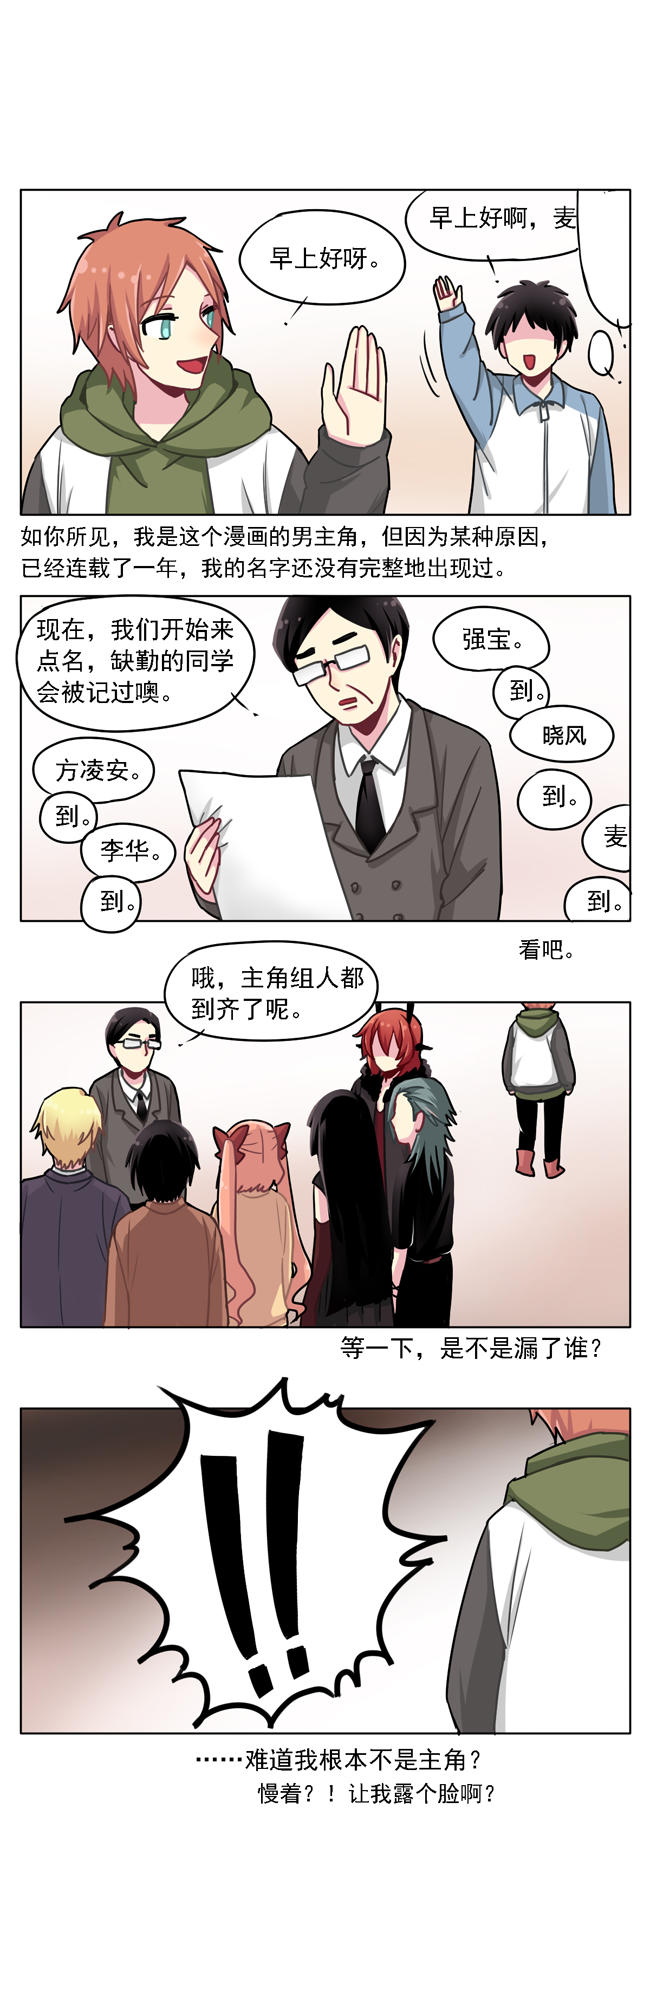 早上好呀。
早上好啊，麦
如你所见，我是这个漫画的男主角，但因为某种原因，
已经连载了一年，我的名字还没有完整地出现过。
现在，我们开始来
点名，缺勤的同学
会被记过噢。
方凌安。
到。
李华。
到。
强宝。
到。
晓风
到。
麦
到。
看吧。
哦，主角组人都
到齐了呢。
等一下，是不是漏了谁？
!!
……难道我根本不是主角？
慢着？！让我露个脸啊？